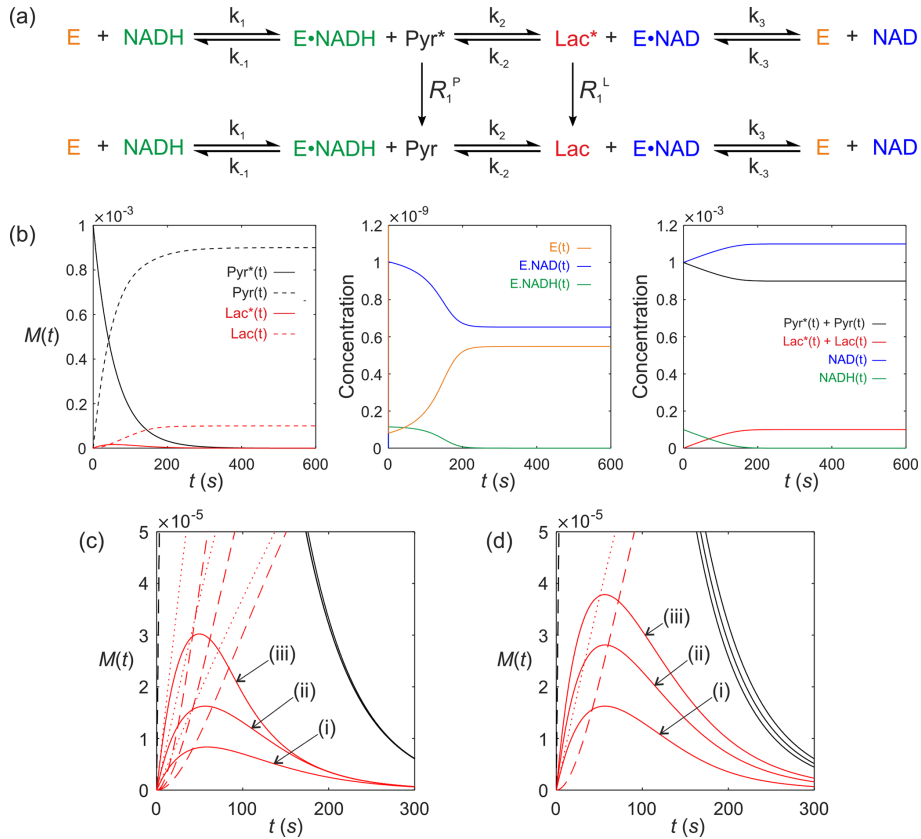 (a)
E + NADH k₁ k₋₁ E•NADH + Pyr* k₂ k₋₂ Lac* + E•NAD k₃ k₋₃ E + NAD
R₁ᴾ R₁ᴸ
E + NADH k₁ k₋₁ E•NADH + Pyr k₂ k₋₂ Lac + E•NAD k₃ k₋₃ E + NAD
(b)
×10⁻³
1
0.8
0.6
0.4
0.2
0
M(t)
0 200 400 600
t (s)
Pyr*(t)
Pyr(t)
Lac*(t)
Lac(t)
×10⁻⁹
1.2
1
0.8
0.6
0.4
0.2
0
Concentration
0 200 400 600
t (s)
E(t)
E.NAD(t)
E.NADH(t)
×10⁻³
1.2
1
0.8
0.6
0.4
0.2
0
Concentration
0 200 400 600
t (s)
Pyr*(t) + Pyr(t)
Lac*(t) + Lac(t)
NAD(t)
NADH(t)
(c)
×10⁻⁵
5
4
3
2
1
0
M(t)
0 100 200 300
t (s)
(iii)
(ii)
(i)
(d)
×10⁻⁵
5
4
3
2
1
0
M(t)
0 100 200 300
t (s)
(iii)
(ii)
(i)